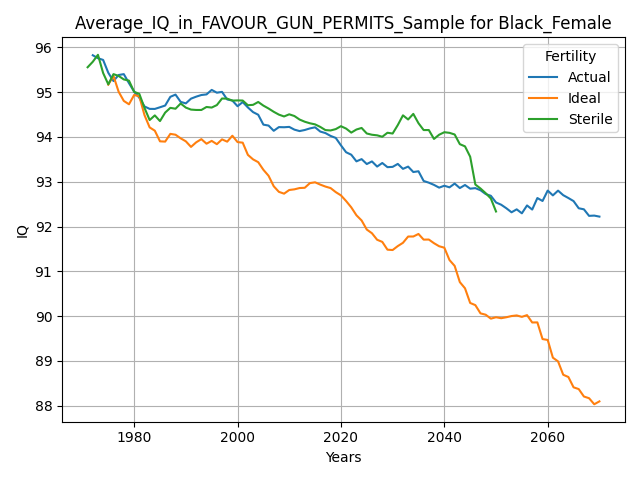 Average_IQ_in_FAVOUR_GUN_PERMITS_Sample for Black_Female
Fertility
Actual
Ideal
Sterile
IQ
96
95
94
93
92
91
90
89
88
1980
2000
2020
2040
2060
Years